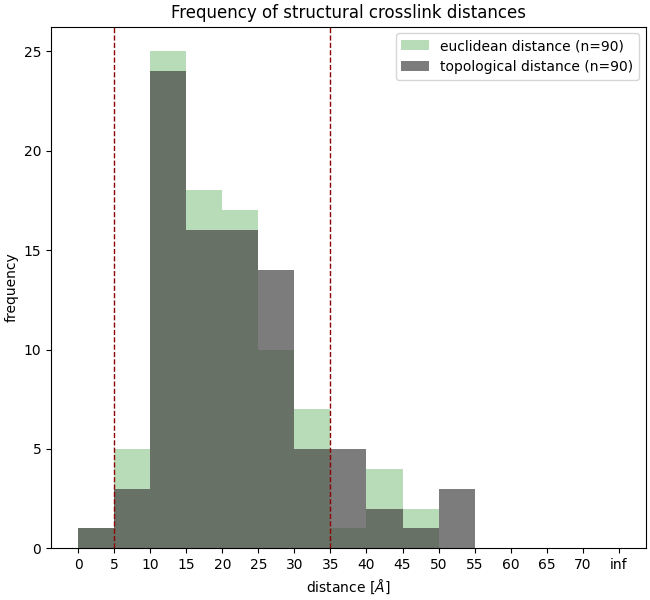 Frequency of structural crosslink distances
euclidean distance (n=90)
topological distance (n=90)
frequency
25
20
15
10
5
0
0 5 10 15 20 25 30 35 40 45 50 55 60 65 70 inf
distance [Å]